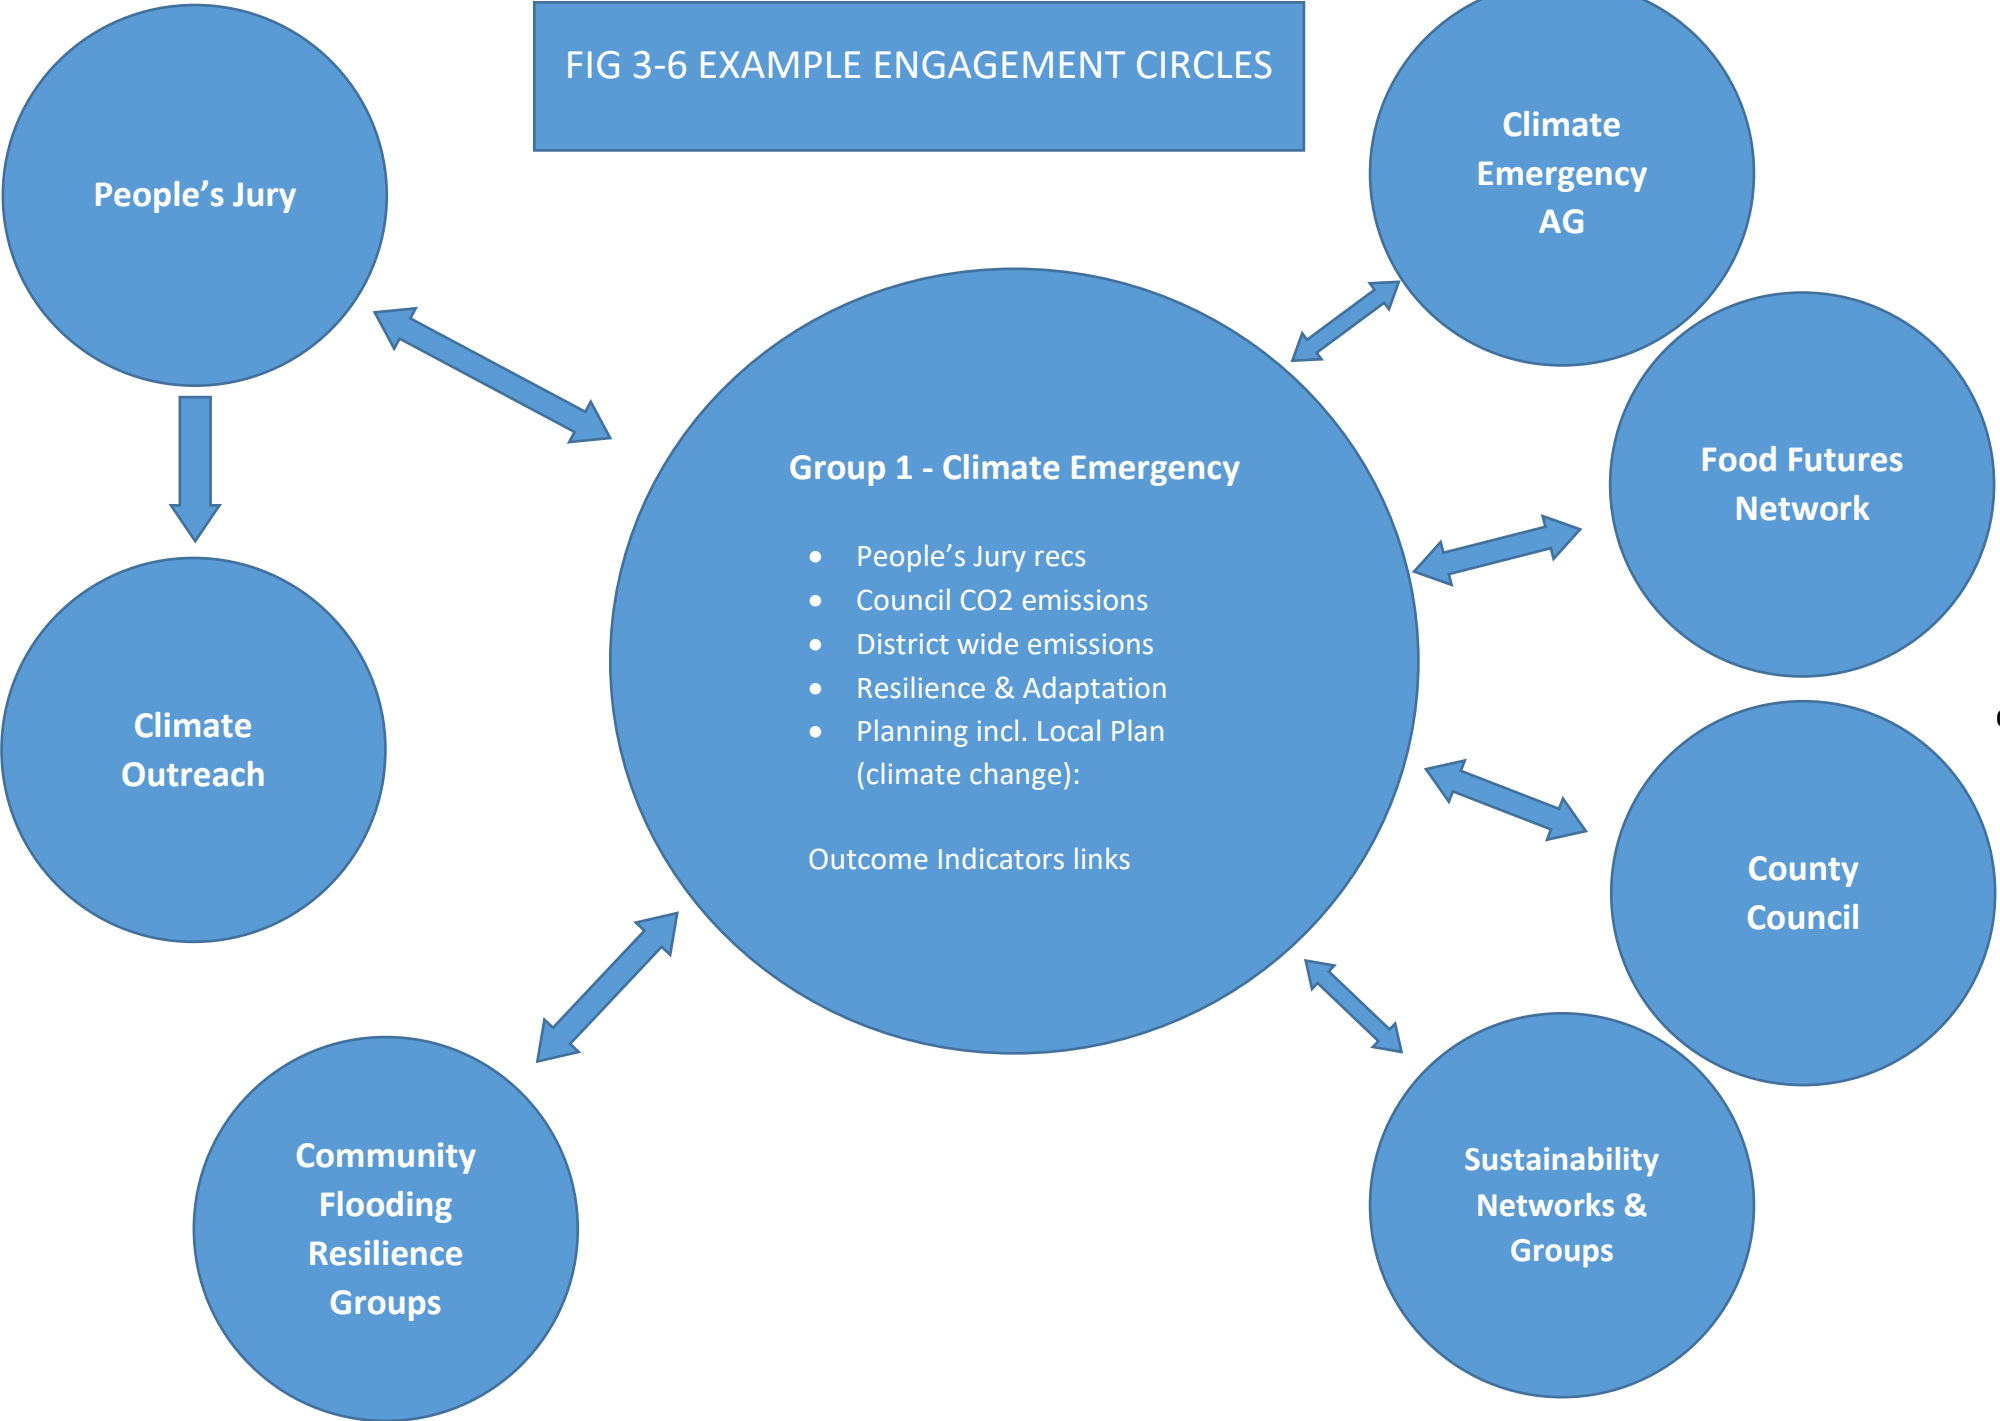 FIG 3-6 EXAMPLE ENGAGEMENT CIRCLES
People’s Jury
Climate
Emergency
AG
Food Futures
Network
Group 1 - Climate Emergency
• People’s Jury recs
• Council CO2 emissions
• District wide emissions
• Resilience & Adaptation
• Planning incl. Local Plan
(climate change):
Outcome Indicators links
Climate
Outreach
County
Council
Community
Flooding
Resilience
Groups
Sustainability
Networks &
Groups